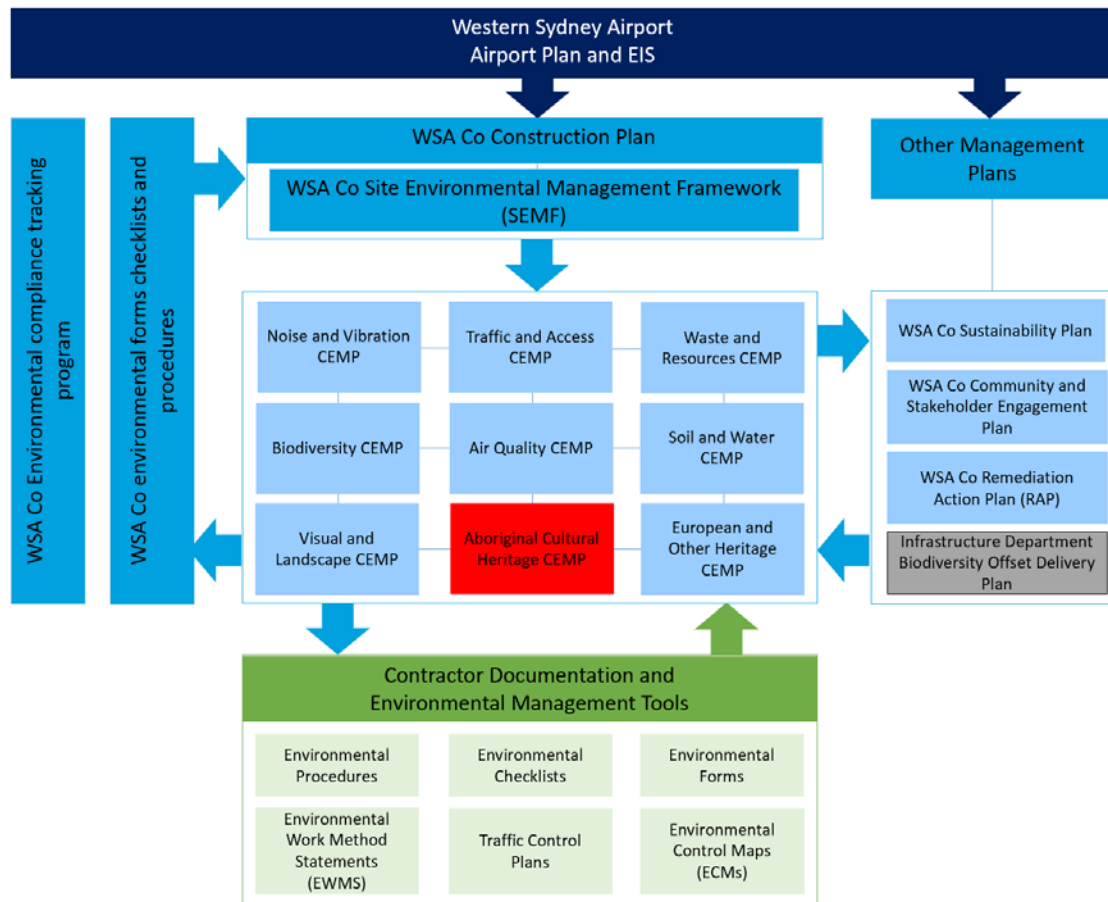 Western Sydney Airport
Airport Plan and EIS
WSA Co Environmental compliance tracking
program
WSA Co environmental forms checklists and
procedures
WSA Co Construction Plan
WSA Co Site Environmental Management Framework
(SEMF)
Other Management
Plans
Noise and Vibration
CEMP
Traffic and Access
CEMP
Waste and
Resources CEMP
Biodiversity CEMP
Air Quality CEMP
Soil and Water
CEMP
Visual and
Landscape CEMP
Aboriginal Cultural
Heritage CEMP
European and
Other Heritage
CEMP
WSA Co Sustainability Plan
WSA Co Community and
Stakeholder Engagement
Plan
WSA Co Remediation
Action Plan (RAP)
Infrastructure Department
Biodiversity Offset Delivery
Plan
Contractor Documentation and
Environmental Management Tools
Environmental
Procedures
Environmental
Checklists
Environmental
Forms
Environmental
Work Method
Statements
(EWMS)
Traffic Control
Plans
Environmental
Control Maps
(ECMs)